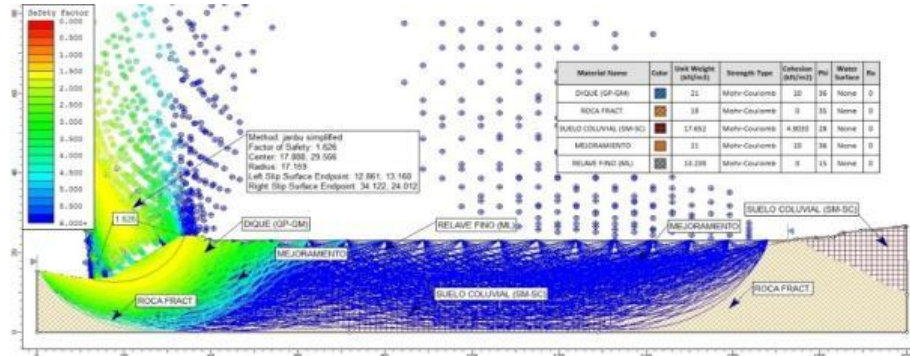 Safety Factor
0.000
1.000
1.500
2.000
2.500
3.000
3.500
4.000
5.000
5.500
6.000+
Method: janbu simplified
Factor of Safety: 1.626
Center: 17.888, 29.566
Radius: 17.159
Left Slip Surface Endpoint: 12.861, 13.160
Right Slip Surface Endpoint: 34.122, 24.012
Material Name Color Unit Weight (kN/m3) Strength Type Cohesion (kN/m2) Phi Water Surface Ru
DIQUE (GP-GM) 21 Mohr-Coulomb 10 36 None 0
ROCA FRACT Mohr-Coulomb 0 35 None 0
SUELO COLUVIAL (SM-SC) 17.652 Mohr-Coulomb 28 None 0
MEJORAMIENTO 21 Mohr-Coulomb 10 36 None 0
RELAVE FINO (ML) Mohr-Coulomb 0 15 None 0
1.626
DIQUE (GP-GM)
RELAVE FINO (ML)
MEJORAMIENTO
SUELO COLUVIAL (SM-SC)
MEJORAMIENTO
ROCA FRACT
SUELO COLUVIAL (SM-SC)
ROCA FRACT
20
0
0